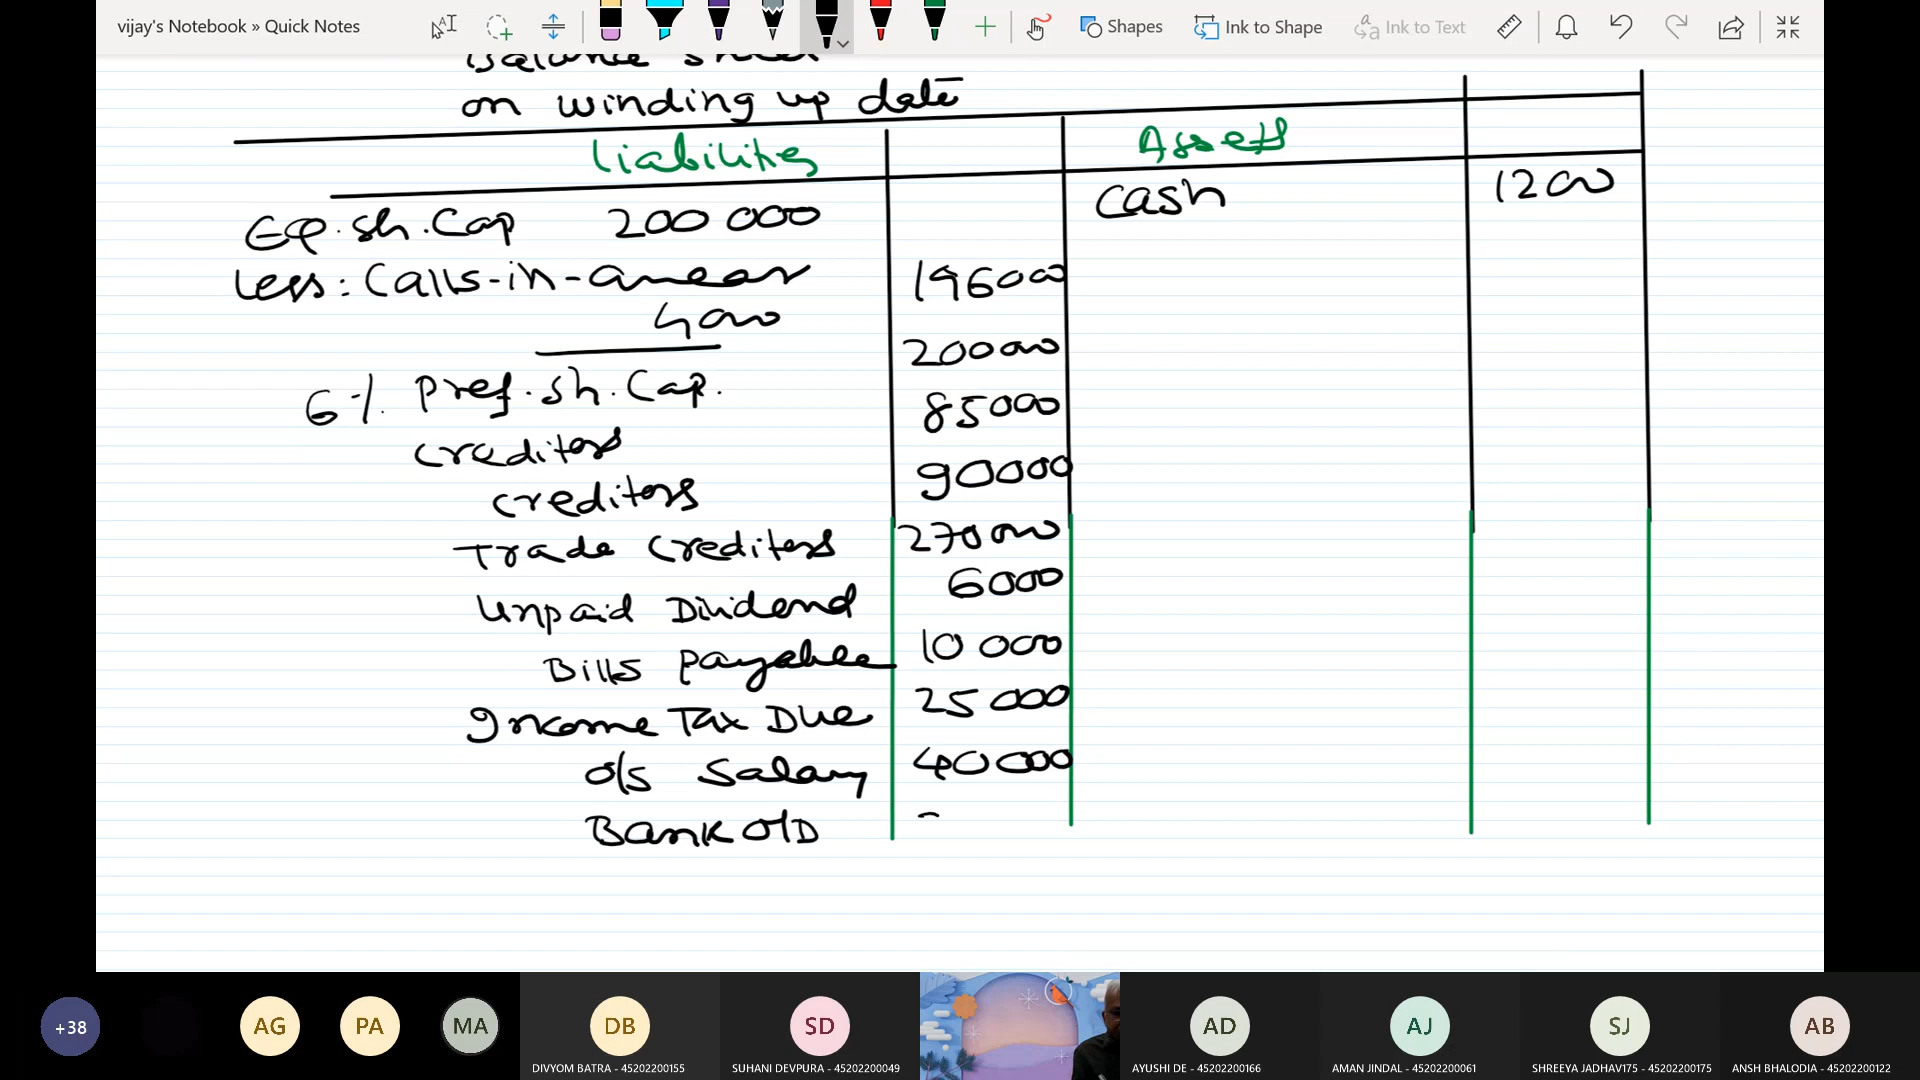 vijay's Notebook » Quick Notes
Shapes
Ink to Shape
Ink to Text
Balance Sheet
on winding up date
Liabilities
Assets
Cash 1200
Eq.sh.Cap 200 000
Less: Calls-in-arrear 196000
4000
200000
6% Pref.sh.Cap.
85000
creditors
90000
creditors
Trade Creditors 270000
Unpaid Dividend 6000
Bills payable 10 000
Income Tax Due 25 000
o/s Salary 40000
Bank O/D
+38
AG
PA
MA
DB
DIVYOM BATRA - 45202200155
SD
SUHANI DEVPURA - 45202200049
AD
AYUSHI DE - 45202200166
AJ
AMAN JINDAL - 45202200061
SJ
SHREEYA JADHAV175 - 45202200175
AB
ANSH BHALODIA - 45202200122